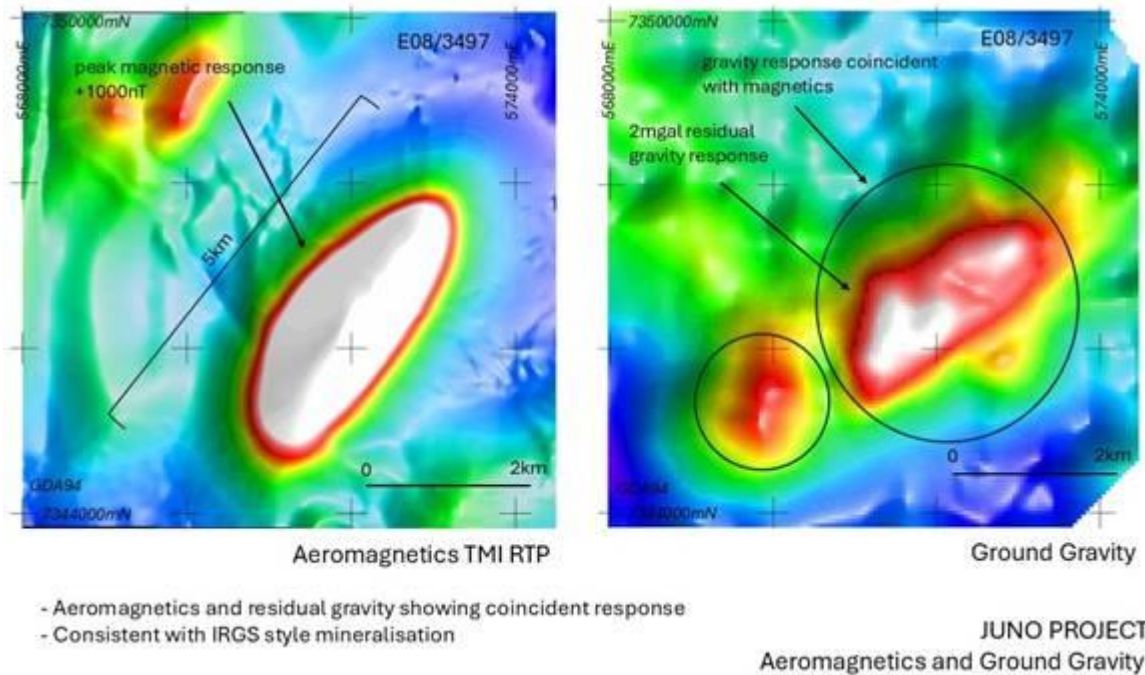 7350000mN
E08/3497
568000mE
574000mE
peak magnetic response
+1000nT
5km
0
2km
GDA94
7344000mN
Aeromagnetics TMI RTP
7350000mN
E08/3497
568000mE
574000mE
gravity response coincident
with magnetics
2mgal residual
gravity response
0
2km
GDA94
7344000mN
Ground Gravity
- Aeromagnetics and residual gravity showing coincident response
- Consistent with IRGS style mineralisation
JUNO PROJECT
Aeromagnetics and Ground Gravity